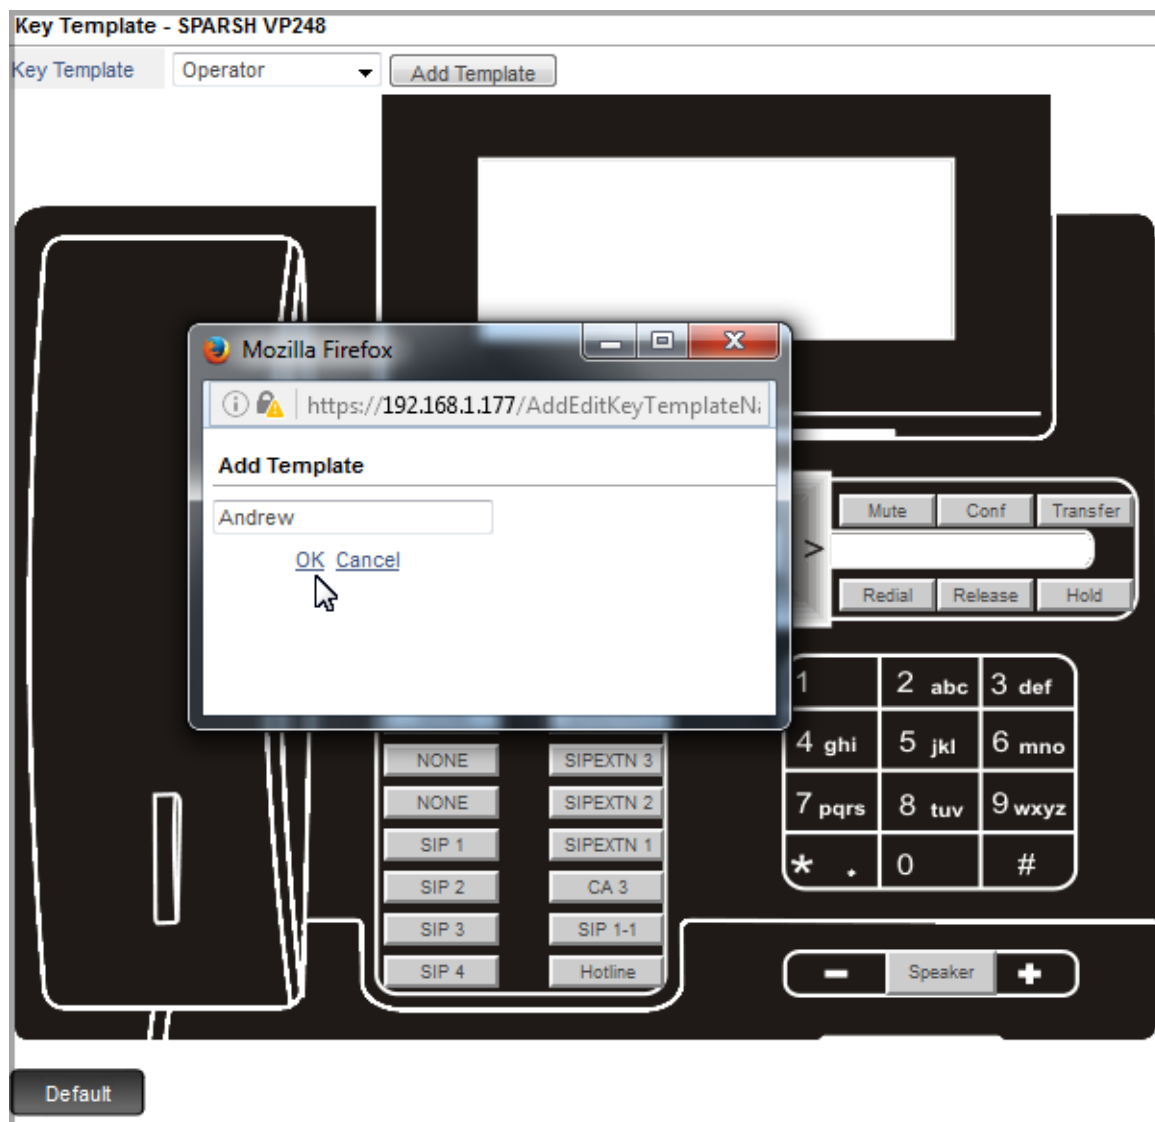 Key Template - SPARSH VP248
Key Template Operator Add Template
Mozilla Firefox
https://192.168.1.177/AddEditKeyTemplateNa
Add Template
Andrew
OK Cancel
Mute Conf Transfer
>
Redial Release Hold
1 2 abc 3 def
4 ghi 5 jkl 6 mno
7 pqrs 8 tuv 9 wxyz
* . 0 #
NONE SIPEXTN 3
NONE SIPEXTN 2
SIP 1 SIPEXTN 1
SIP 2 CA 3
SIP 3 SIP 1-1
SIP 4 Hotline
- Speaker +
Default